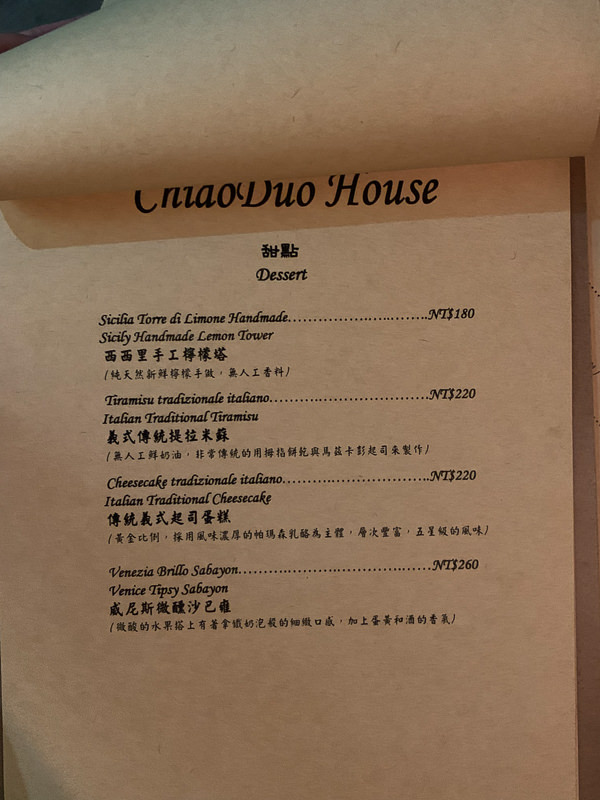 ChiaoDuo House
甜點
Dessert
Sicilia Torre di Limone Handmade……………………..NT$180
Sicily Handmade Lemon Tower
西西里手工檸檬塔
(純天然新鮮檸檬手做，無人工香料)
Tiramisu tradizionale italiano…………………………NT$220
Italian Traditional Tiramisu
義式傳統提拉米蘇
(無人工鮮奶油，非常傳統的用拇指餅乾與馬茲卡彭起司來製作)
Cheesecake tradizionale italiano………………………..NT$220
Italian Traditional Cheesecake
傳統義式起司蛋糕
(黃金比例，採用風味濃厚的帕瑪森乳酪為主體，層次豐富，五星級的風味)
Venezia Brillo Sabayon………………………………NT$260
Venice Tipsy Sabayon
威尼斯微醺沙巴雍
(微酸的水果搭上有著拿鐵奶泡般的細緻口感，加上蛋黃和酒的香氣)